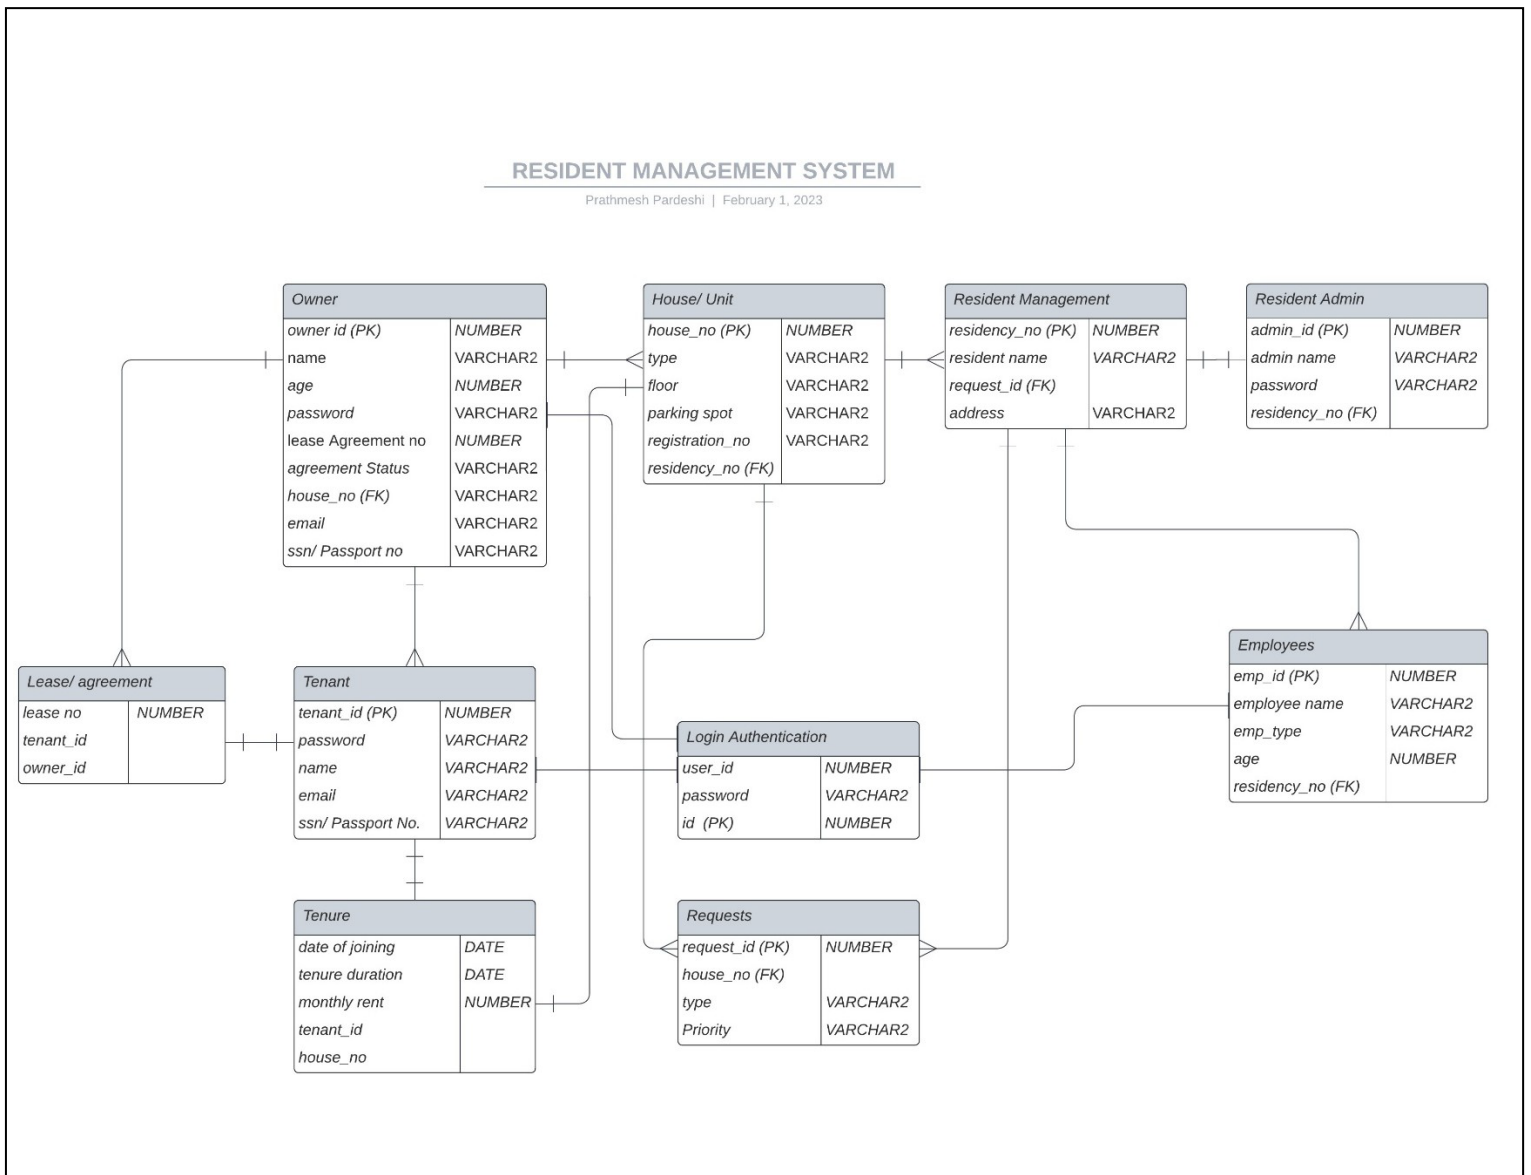 RESIDENT MANAGEMENT SYSTEM
Prathmesh Pardeshi | February 1, 2023
Owner
owner id (PK) NUMBER
name VARCHAR2
age NUMBER
password VARCHAR2
lease Agreement no NUMBER
agreement Status VARCHAR2
house_no (FK) VARCHAR2
email VARCHAR2
ssn/ Passport no VARCHAR2
House/ Unit
house_no (PK) NUMBER
type VARCHAR2
floor VARCHAR2
parking spot VARCHAR2
registration_no VARCHAR2
residency_no (FK)
Resident Management
residency_no (PK) NUMBER
resident name VARCHAR2
request_id (FK)
address VARCHAR2
Resident Admin
admin_id (PK) NUMBER
admin name VARCHAR2
password VARCHAR2
residency_no (FK)
Lease/ agreement
lease no NUMBER
tenant_id
owner_id
Tenant
tenant_id (PK) NUMBER
password VARCHAR2
name VARCHAR2
email VARCHAR2
ssn/ Passport No. VARCHAR2
Login Authentication
user_id NUMBER
password VARCHAR2
id (PK) NUMBER
Employees
emp_id (PK) NUMBER
employee name VARCHAR2
emp_type VARCHAR2
age NUMBER
residency_no (FK)
Tenure
date of joining DATE
tenure duration DATE
monthly rent NUMBER
tenant_id
house_no
Requests
request_id (PK) NUMBER
house_no (FK)
type VARCHAR2
Priority VARCHAR2